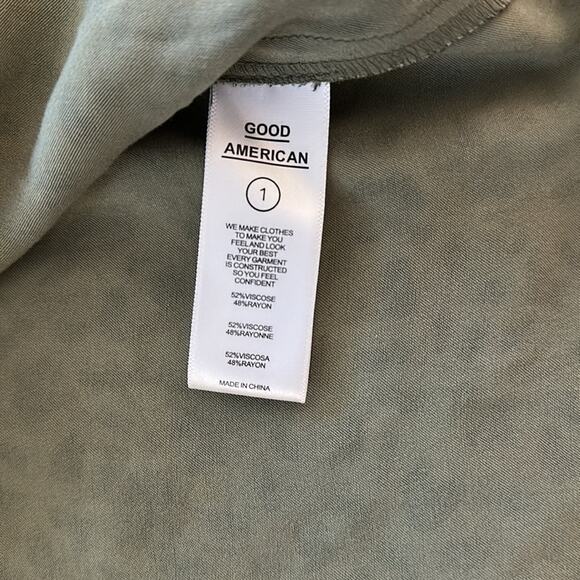 GOOD
AMERICAN
1
WE MAKE CLOTHES
TO MAKE YOU
FEEL AND LOOK
YOUR BEST
EVERY GARMENT
IS CONSTRUCTED
SO YOU FEEL
CONFIDENT
52%VISCOSE
48%RAYON
52%VISCOSE
48%RAYONNE
52%VISCOSA
48%RAYON
MADE IN CHINA